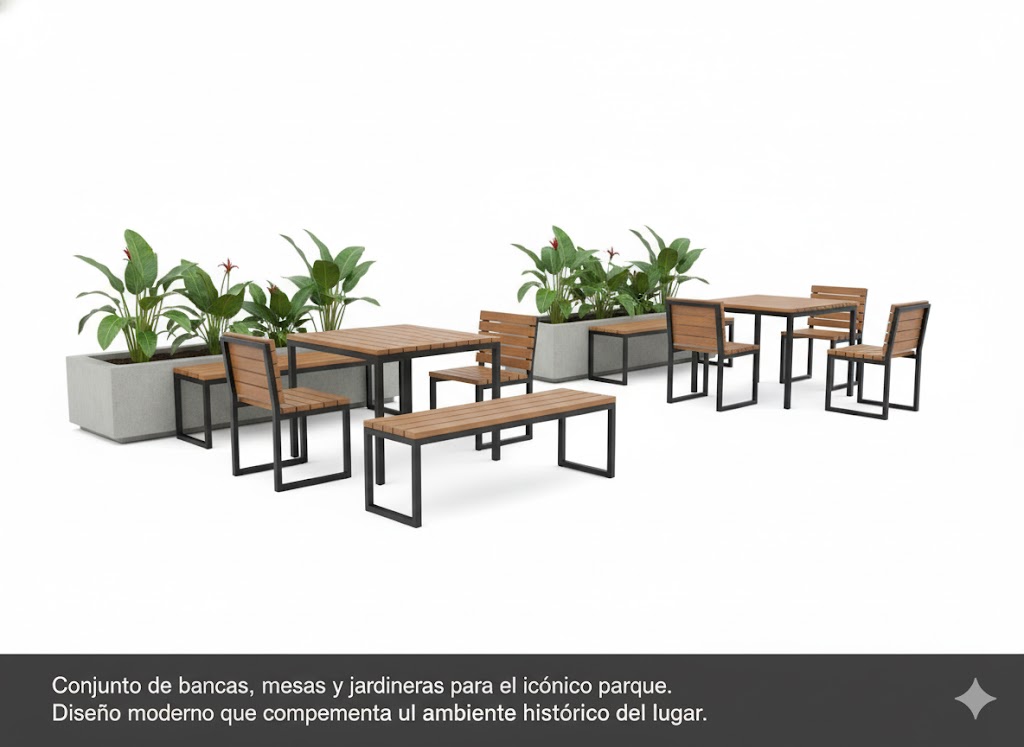 Conjunto de bancas, mesas y jardineras para el icónico parque.
Diseño moderno que compementa ul ambiente histórico del lugar.